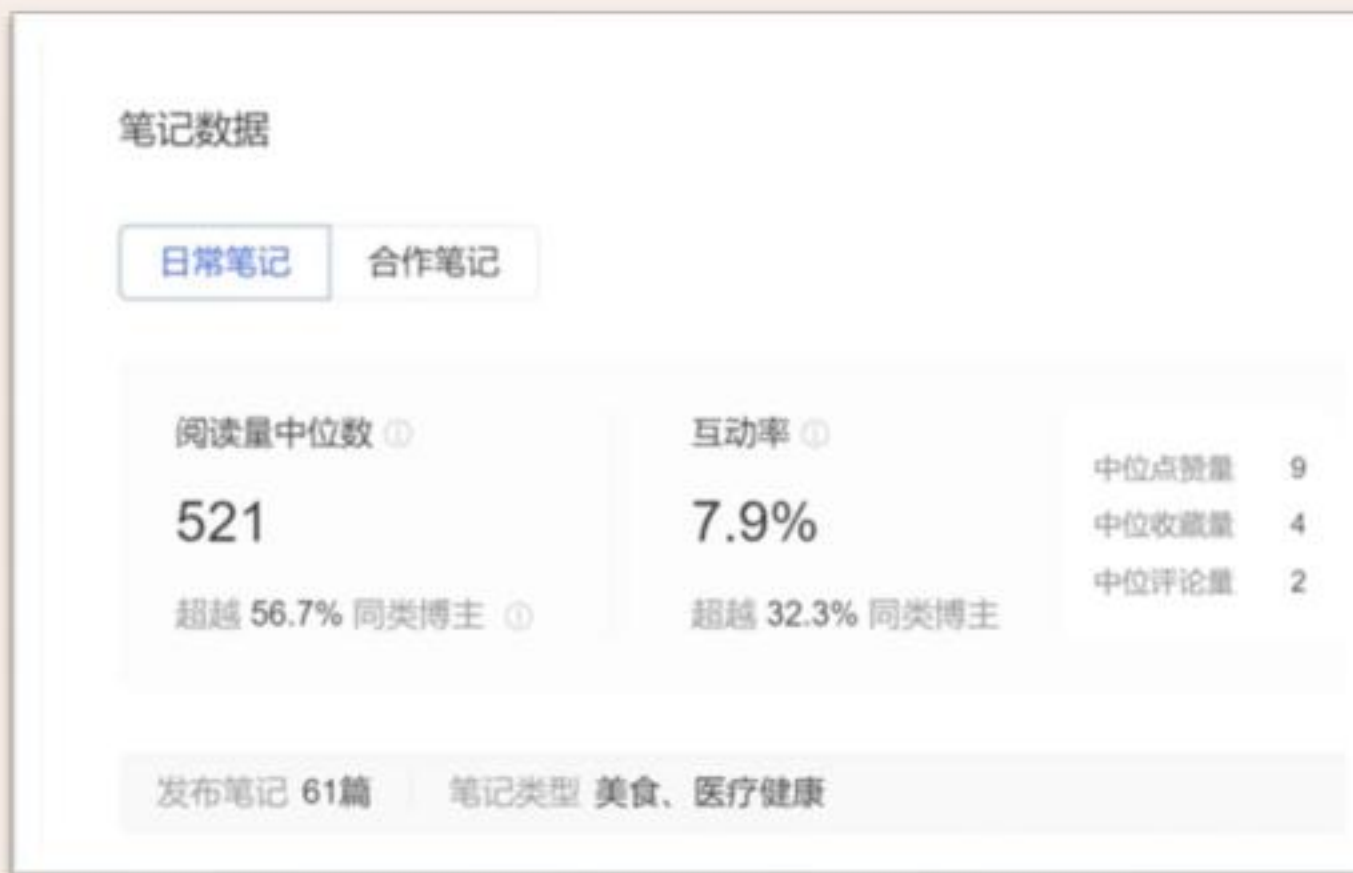 笔记数据
日常笔记 合作笔记
阅读量中位数 互动率
521 7.9%
超越 56.7% 同类博主 超越 32.3% 同类博主
中位点赞量 9
中位收藏量 4
中位评论量 2
发布笔记 61篇 笔记类型 美食、医疗健康